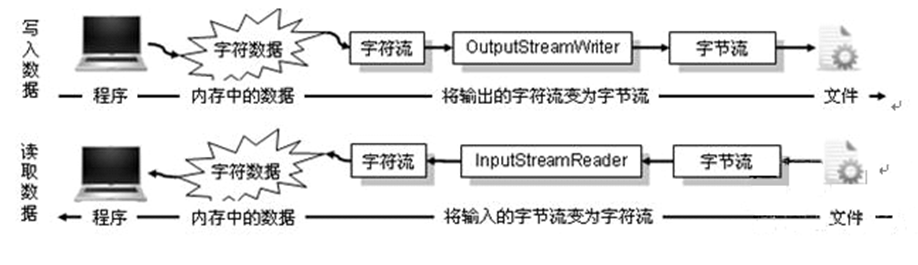 写入数据
字符数据
字符流
OutputStreamWriter
字节流
程序
内存中的数据
将输出的字符流变为字节流
文件
读取数据
字符数据
字符流
InputStreamReader
字节流
程序
内存中的数据
将输入的字节流变为字符流
文件